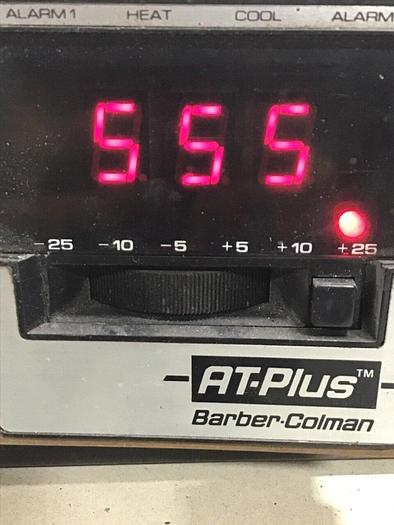 ALARM 1 HEAT COOL ALARM
555
-25 -10 -5 +5 +10 +25
AT-Plus™
Barber-Colman